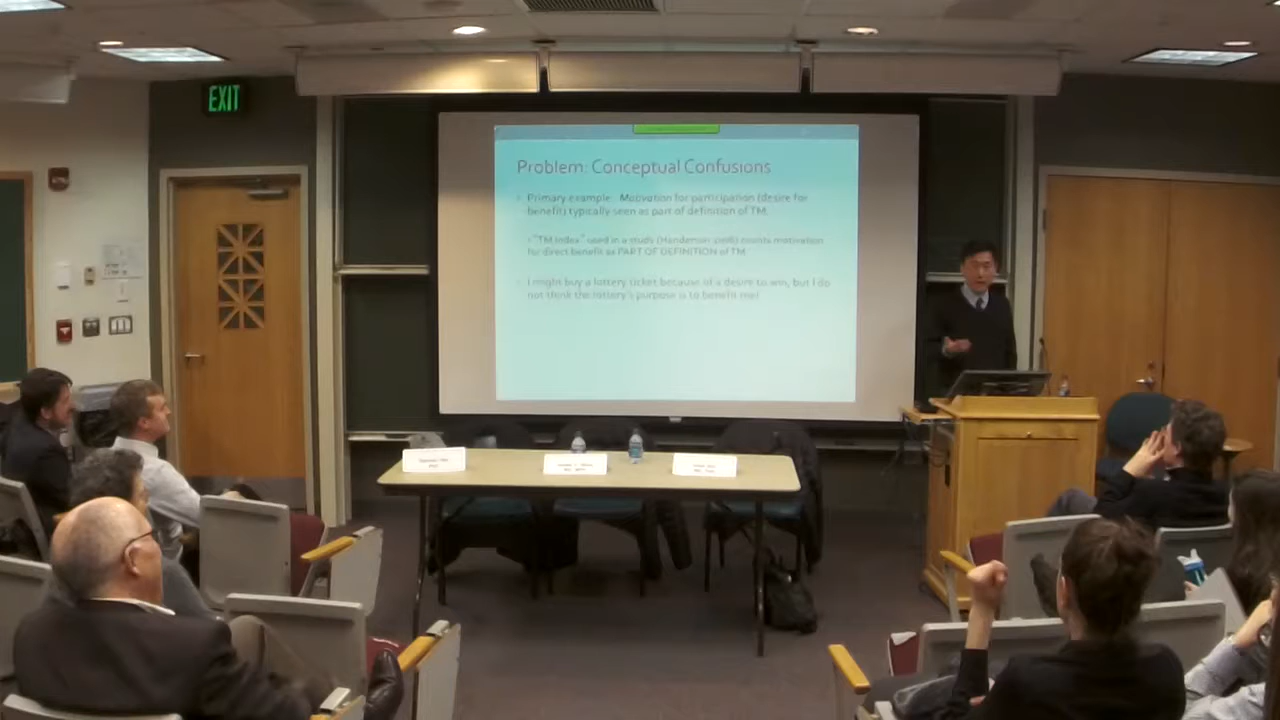 EXIT
Problem: Conceptual Confusions
Primary example: Motivation for participation (desire for
benefit) typically seen as part of definition of TM.
"TM Index" used in a study (Henderson 2006) counts motivation
for direct benefit as PART OF DEFINITION of TM
I might buy a lottery ticket because of a desire to win, but I do
not think the lottery's purpose is to benefit me!